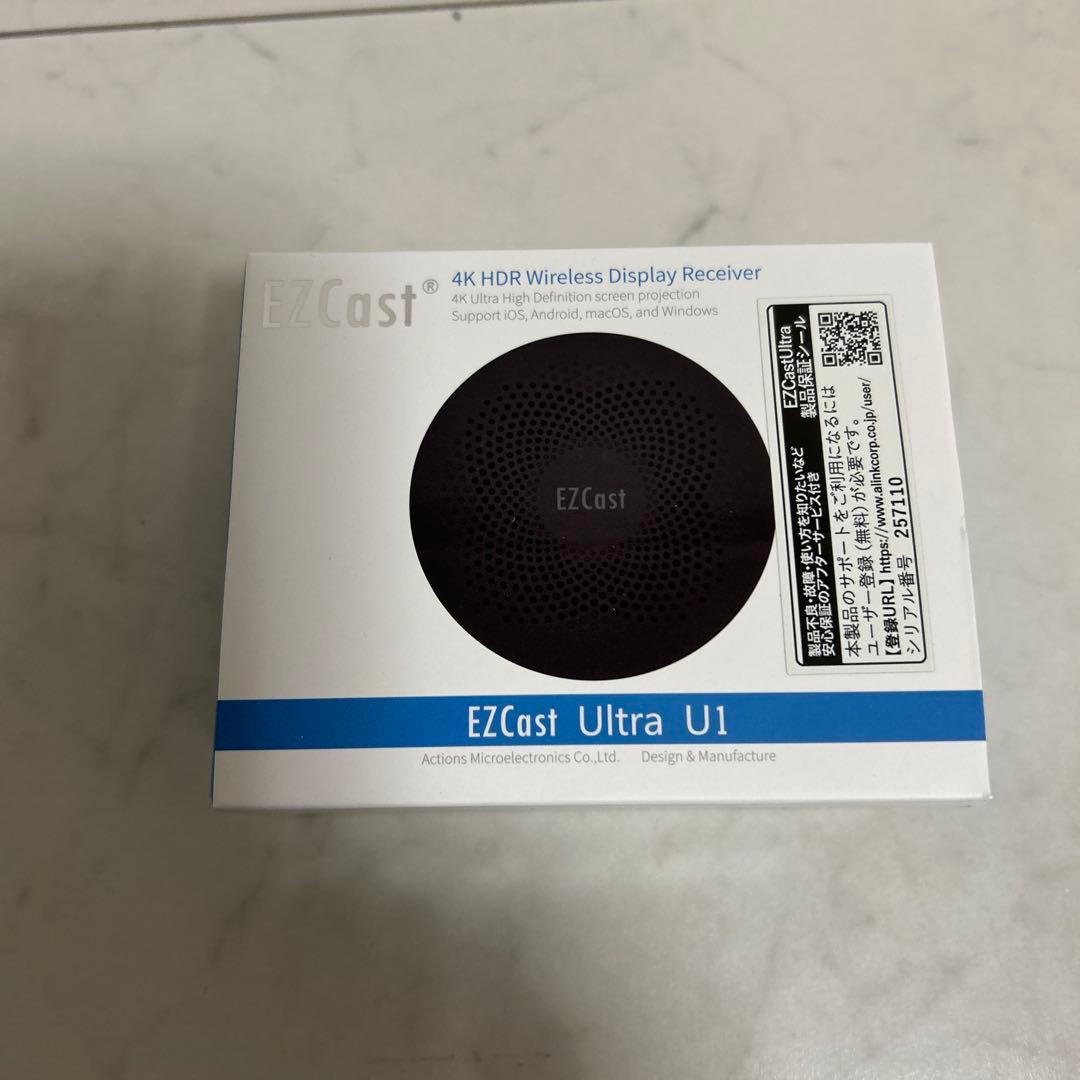 EZCast®
4K HDR Wireless Display Receiver
4K Ultra High Definition screen projection
Support iOS, Android, macOS, and Windows
EZCast
製品不良・故障・使い方を知りたいなど
安心保証のアフターサービス付き
EZCastUltra
製品保証シール
本製品のサポートをご利用になるには
ユーザー登録(無料)が必要です。
【登録URL】https://www.alinkcorp.co.jp/user/
シリアル番号 257110
EZCast Ultra U1
Actions Microelectronics Co.,Ltd. Design & Manufacture